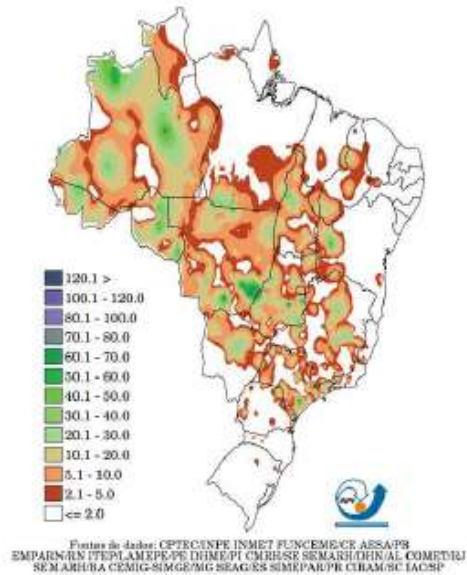 120.1 >
100.1 - 120.0
80.1 - 100.0
70.1 - 80.0
60.1 - 70.0
50.1 - 60.0
40.1 - 50.0
30.1 - 40.0
20.1 - 30.0
10.1 - 20.0
5.1 - 10.0
2.1 - 5.0
<= 2.0
Fontes de dados: CPTEC/INPE INMET FUNCEME/CE AESA/PB
EMPARN/RN ITEP/LAMEPE/PE DHME/PI CMRH/SE SEMARH/DHN/AL COMET/RJ
SEMARH/BA CEMIG-SIMGE/MG SEAG/ES SIMEPAR/PR CIRAM/SC IAC/SP